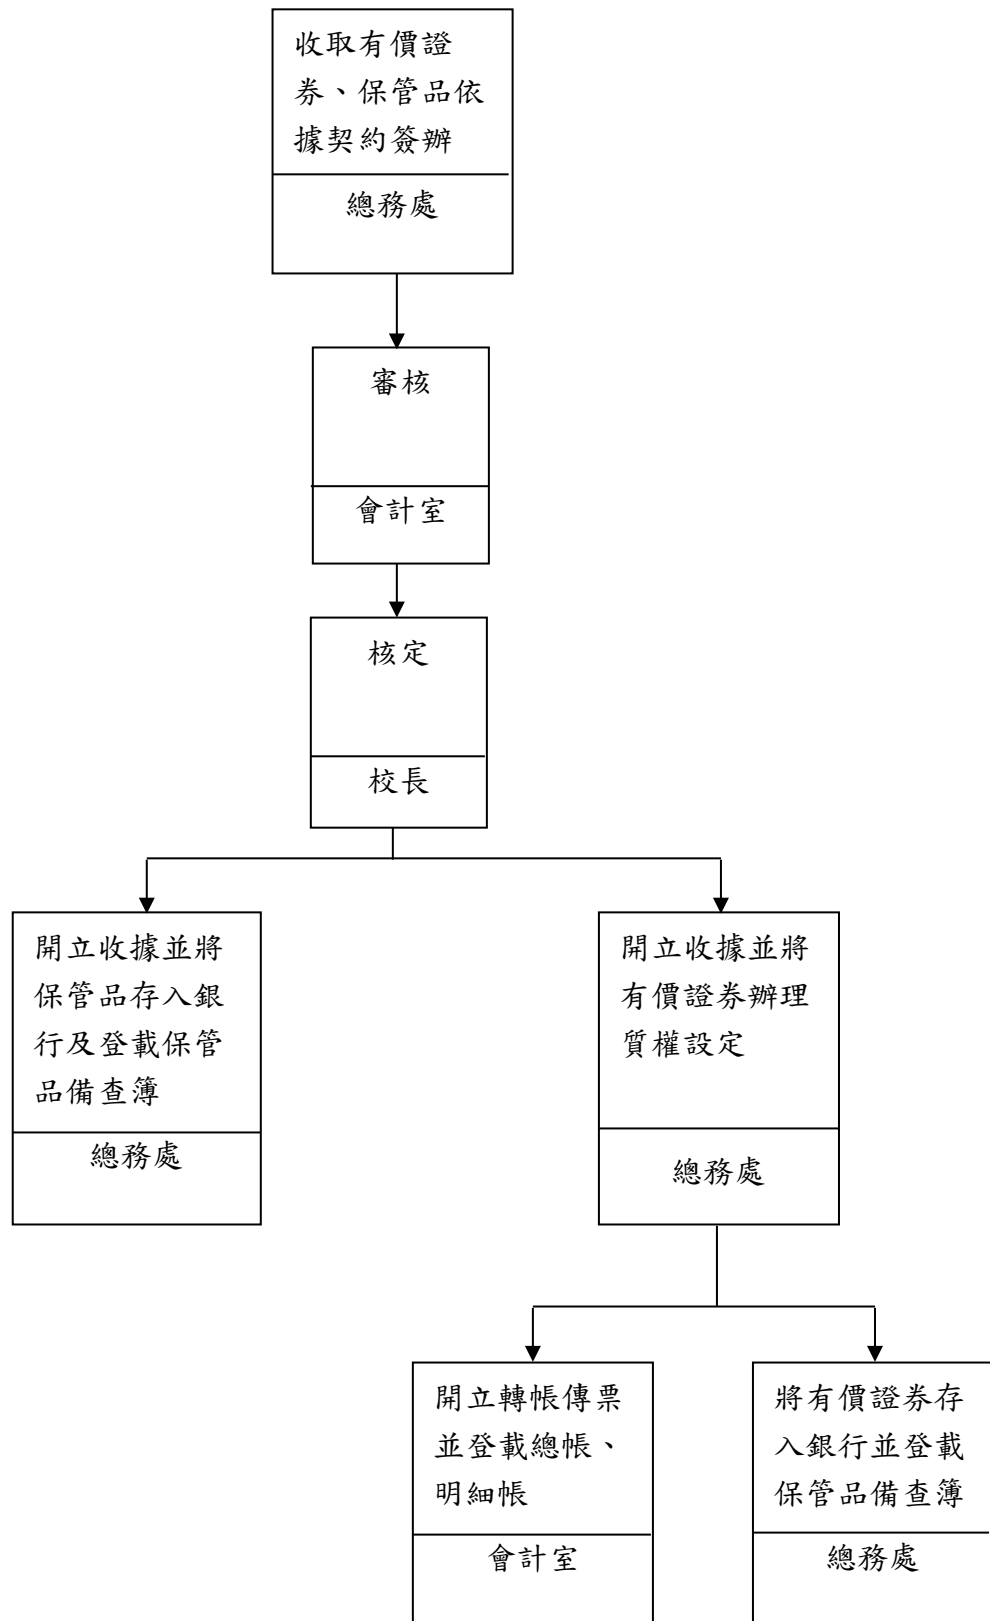 收取有價證
券、保管品依
據契約簽辦
總務處
審核
會計室
核定
校長
開立收據並將
保管品存入銀
行及登載保管
品備查簿
總務處
開立收據並將
有價證券辦理
質權設定
總務處
開立轉帳傳票
並登載總帳、
明細帳
會計室
將有價證券存
入銀行並登載
保管品備查簿
總務處